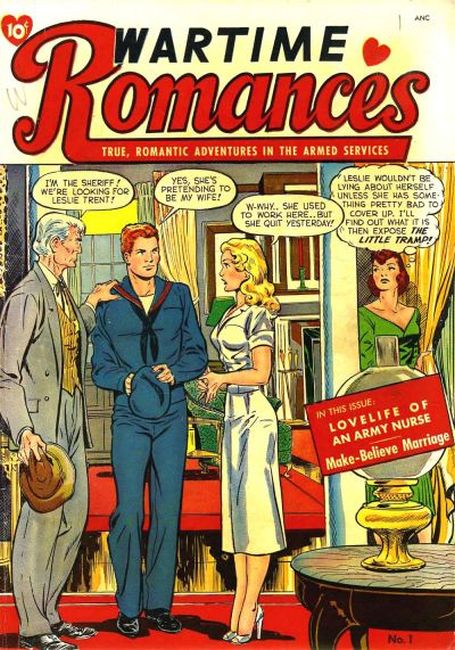 10¢
ANC
WARTIME
Romances
TRUE, ROMANTIC ADVENTURES IN THE ARMED SERVICES
I'M THE SHERIFF!
WE'RE LOOKING FOR
LESLIE TRENT!
YES, SHE'S
PRETENDING TO
BE MY WIFE!
W-WHY.. SHE USED
TO WORK HERE...BUT
SHE QUIT YESTERDAY!
LESLIE WOULDN'T BE
LYING ABOUT HERSELF
UNLESS SHE HAS SOME-
THING PRETTY BAD TO
COVER UP. I'LL
FIND OUT WHAT IT IS
THEN EXPOSE THE
LITTLE TRAMP!
IN THIS ISSUE:
LOVELIFE OF
AN ARMY NURSE
Make-Believe Marriage
No. 1